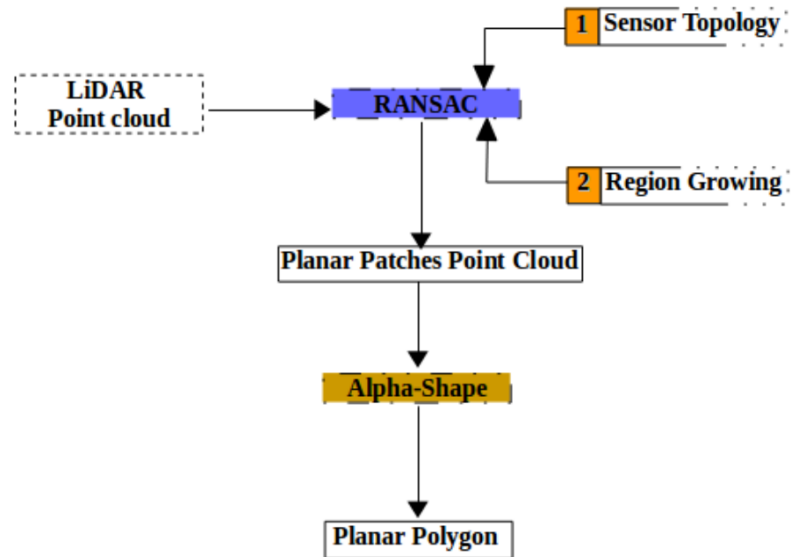 1 Sensor Topology
LiDAR
Point cloud
RANSAC
2 Region Growing
Planar Patches Point Cloud
Alpha-Shape
Planar Polygon